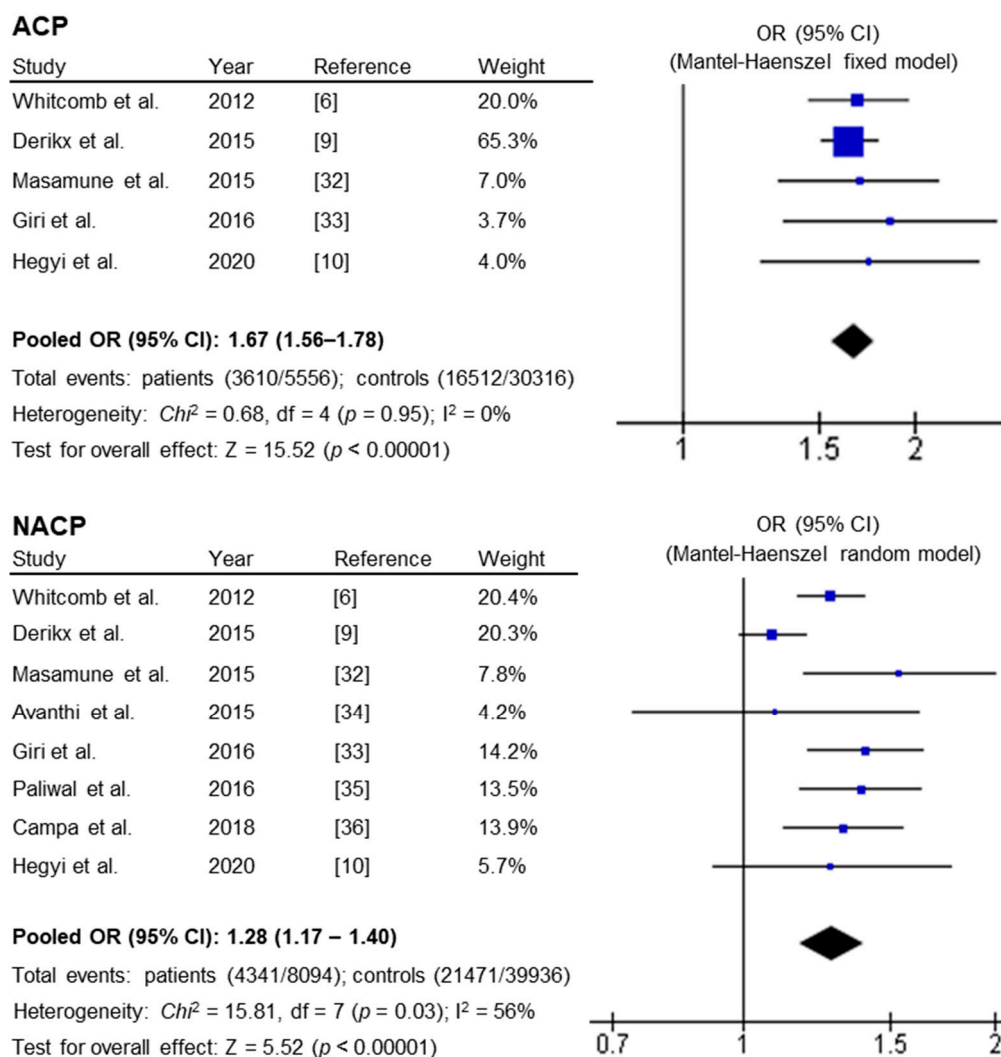 ACP
OR (95% CI)
(Mantel-Haenszel fixed model)
Study Year Reference Weight
Whitcomb et al. 2012 [6] 20.0%
Derikx et al. 2015 [9] 65.3%
Masamune et al. 2015 [32] 7.0%
Giri et al. 2016 [33] 3.7%
Hegyi et al. 2020 [10] 4.0%
Pooled OR (95% CI): 1.67 (1.56–1.78)
Total events: patients (3610/5556); controls (16512/30316)
Heterogeneity: Chi² = 0.68, df = 4 (p = 0.95); I² = 0%
Test for overall effect: Z = 15.52 (p < 0.00001)
1 1.5 2
NACP
OR (95% CI)
(Mantel-Haenszel random model)
Study Year Reference Weight
Whitcomb et al. 2012 [6] 20.4%
Derikx et al. 2015 [9] 20.3%
Masamune et al. 2015 [32] 7.8%
Avanthi et al. 2015 [34] 4.2%
Giri et al. 2016 [33] 14.2%
Paliwal et al. 2016 [35] 13.5%
Campa et al. 2018 [36] 13.9%
Hegyi et al. 2020 [10] 5.7%
Pooled OR (95% CI): 1.28 (1.17 – 1.40)
Total events: patients (4341/8094); controls (21471/39936)
Heterogeneity: Chi² = 15.81, df = 7 (p = 0.03); I² = 56%
Test for overall effect: Z = 5.52 (p < 0.00001)
0.7 1 1.5 2